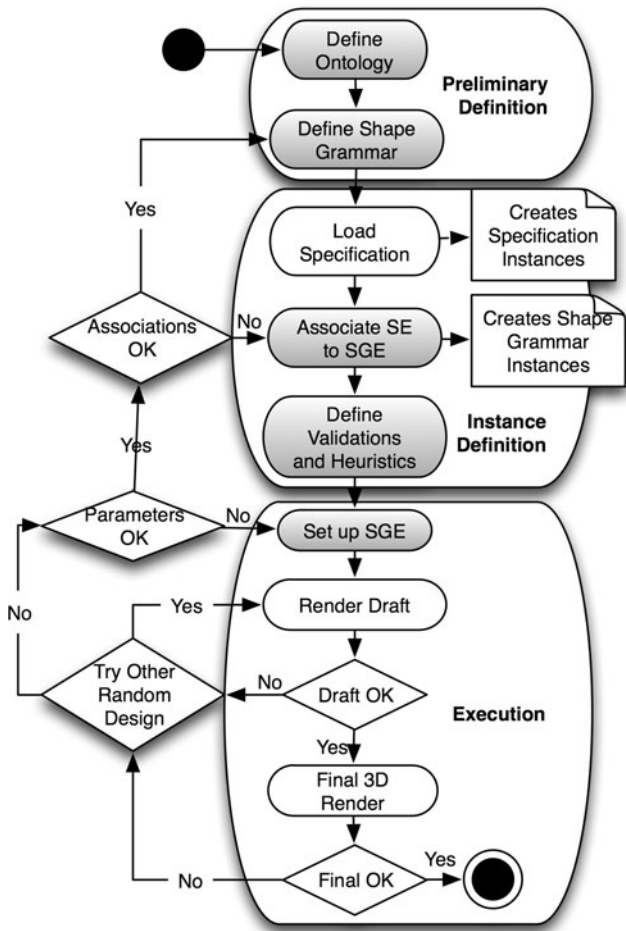 Define
Ontology
Preliminary
Definition
Define Shape
Grammar
Yes
Load
Specification
Creates
Specification
Instances
Associations
OK
No
Associate SE
to SGE
Creates Shape
Grammar
Instances
Define
Validations
and Heuristics
Instance
Definition
Yes
Parameters
OK
No
Set up SGE
No
Yes
Render Draft
Try Other
Random
Design
No
Draft OK
Execution
Yes
Final 3D
Render
No
Final OK
Yes